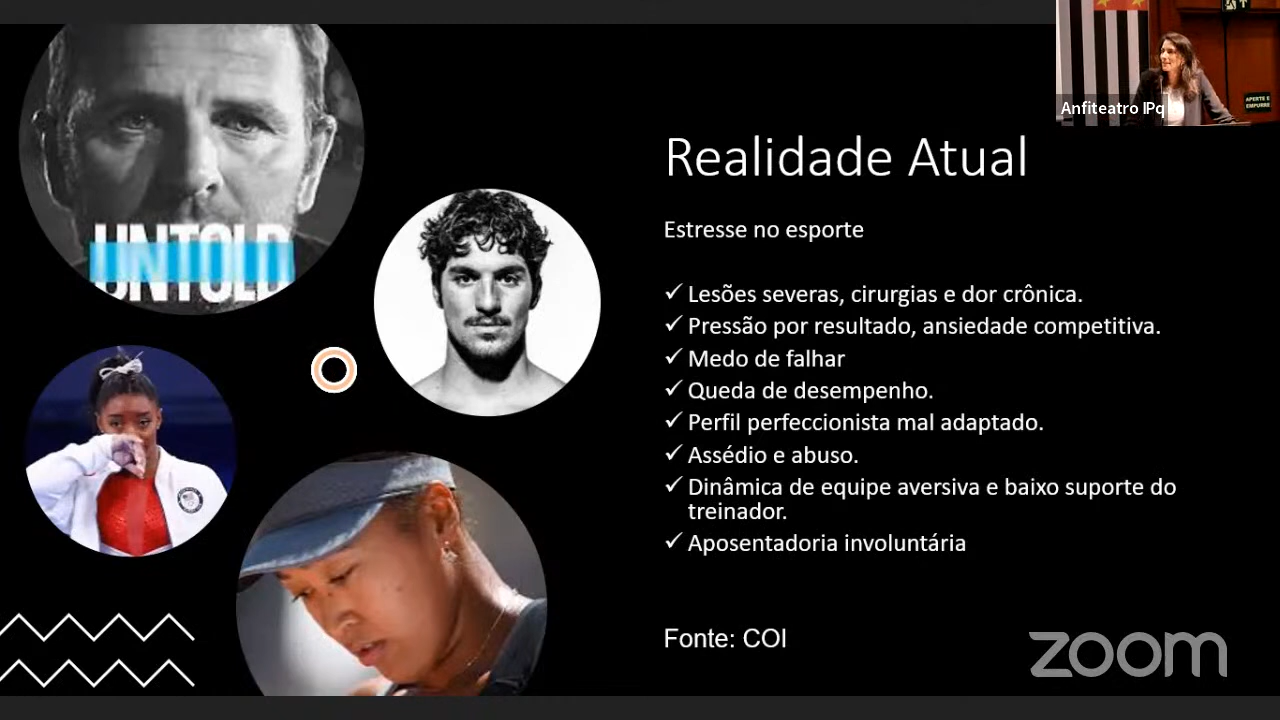 UNTOLD
Anfiteatro IPq
APERTE E
EMPURRE
Realidade Atual
Estresse no esporte
✓ Lesões severas, cirurgias e dor crônica.
✓ Pressão por resultado, ansiedade competitiva.
✓ Medo de falhar
✓ Queda de desempenho.
✓ Perfil perfeccionista mal adaptado.
✓ Assédio e abuso.
✓ Dinâmica de equipe aversiva e baixo suporte do
treinador.
✓ Aposentadoria involuntária
Fonte: COI
zoom